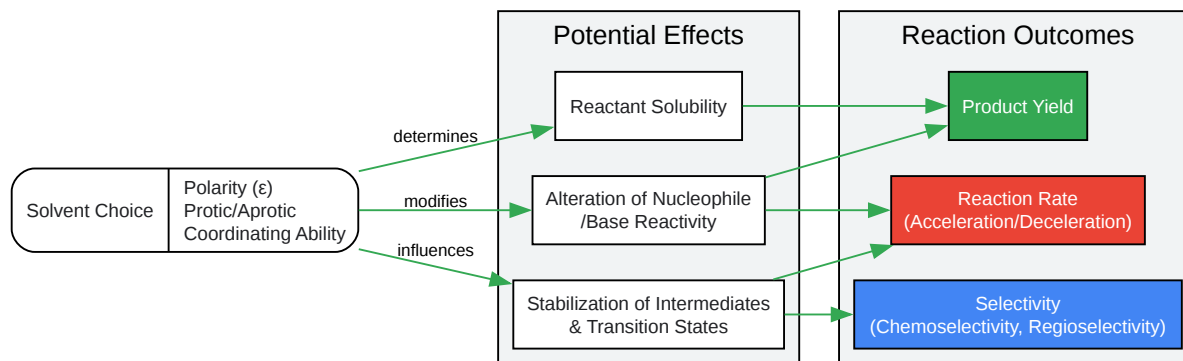 Potential Effects
Reaction Outcomes
Reactant Solubility
Product Yield
determines
Solvent Choice
Polarity (ε)
Protic/Aprotic
Coordinating Ability
modifies
Alteration of Nucleophile
/Base Reactivity
Reaction Rate
(Acceleration/Deceleration)
influences
Stabilization of Intermediates
& Transition States
Selectivity
(Chemoselectivity, Regioselectivity)